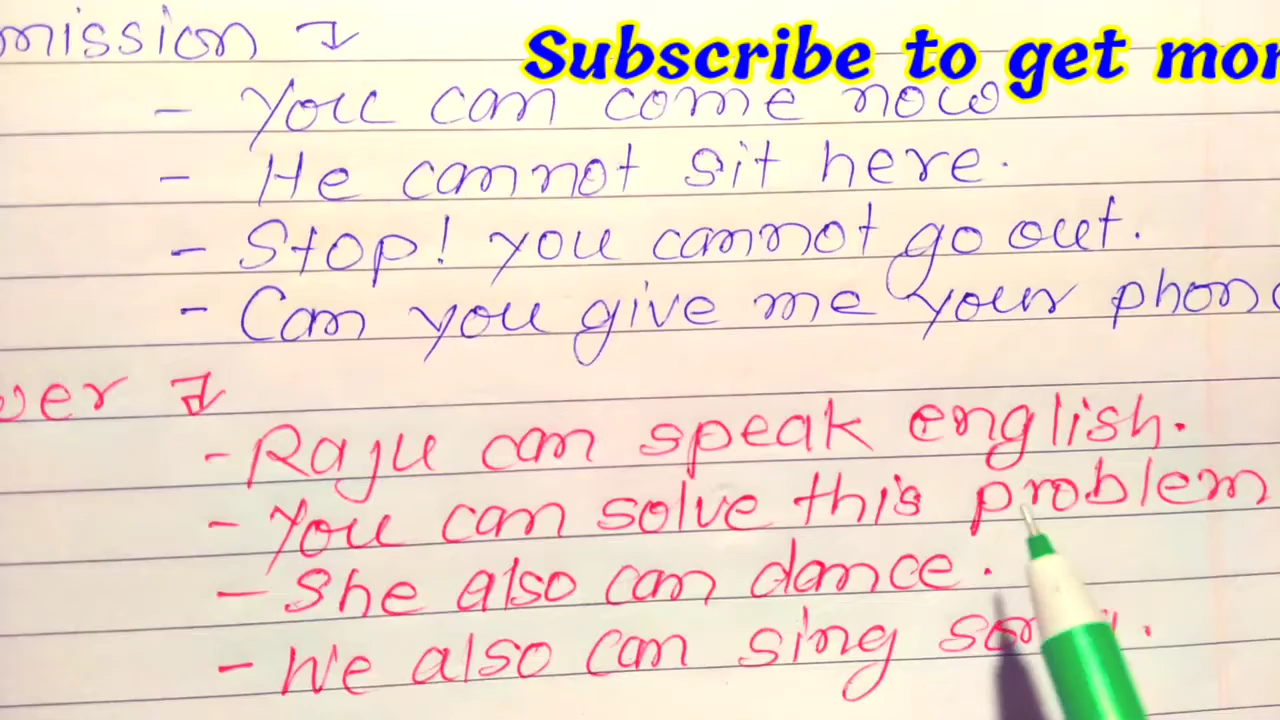 mission
Subscribe to get mor
- You can come now
- He cannot sit here.
- Stop! you cannot go out.
- Can you give me your phon
wer
- Raju can speak english.
- You can solve this problem
- She also can dance.
- We also can sing